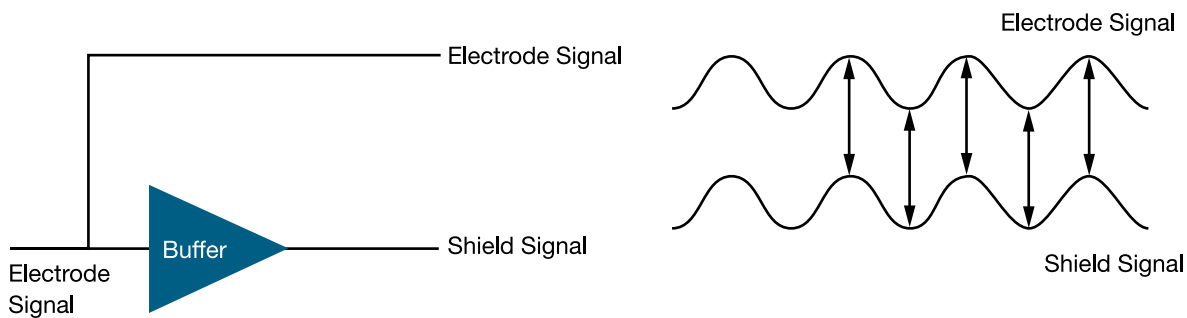 Electrode Signal
Buffer
Shield Signal
Electrode
Signal
Electrode Signal
Shield Signal